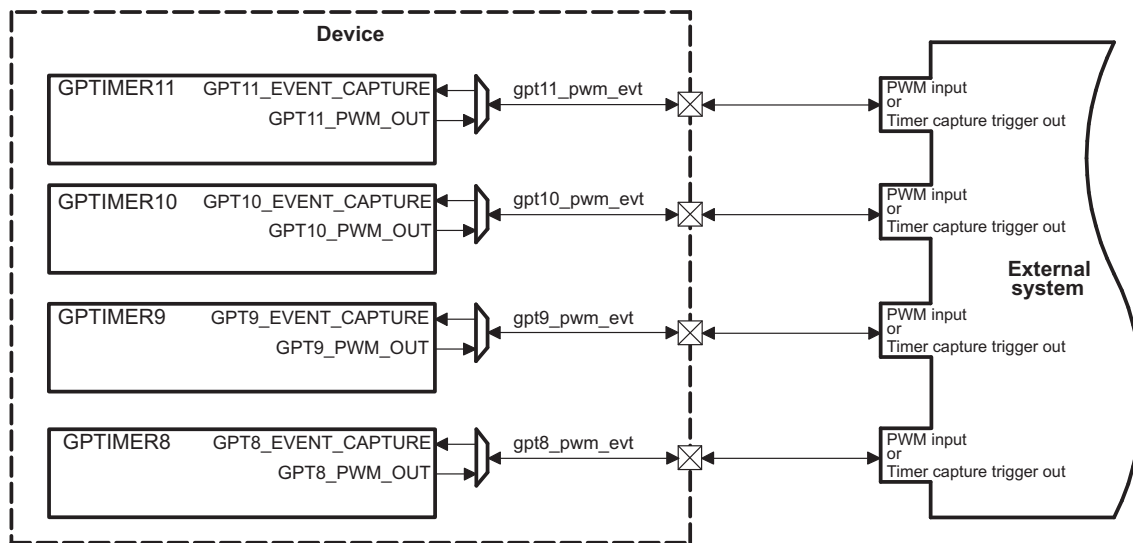 Device
GPTIMER11 GPT11_EVENT_CAPTURE
GPT11_PWM_OUT
gpt11_pwm_evt
PWM input
or
Timer capture trigger out
GPTIMER10 GPT10_EVENT_CAPTURE
GPT10_PWM_OUT
gpt10_pwm_evt
PWM input
or
Timer capture trigger out
External
system
GPTIMER9 GPT9_EVENT_CAPTURE
GPT9_PWM_OUT
gpt9_pwm_evt
PWM input
or
Timer capture trigger out
GPTIMER8 GPT8_EVENT_CAPTURE
GPT8_PWM_OUT
gpt8_pwm_evt
PWM input
or
Timer capture trigger out